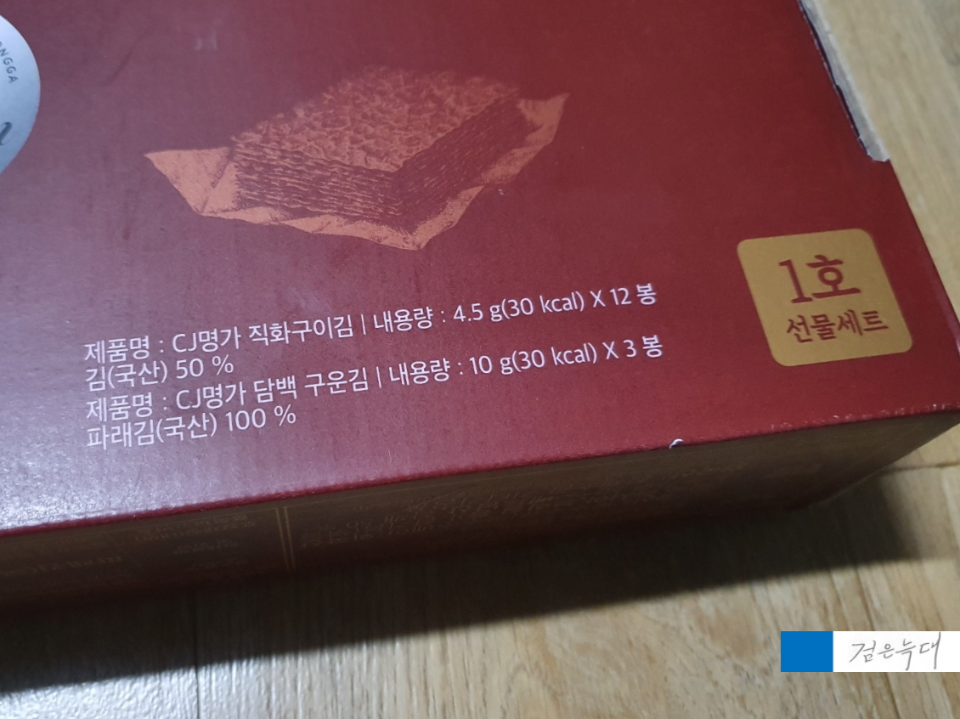 NGGA
1호
선물세트
제품명 : CJ명가 직화구이김 | 내용량 : 4.5 g(30 kcal) X 12 봉
김(국산) 50 %
제품명 : CJ명가 담백 구운김 | 내용량 : 10 g(30 kcal) X 3 봉
파래김(국산) 100 %
검은늑대